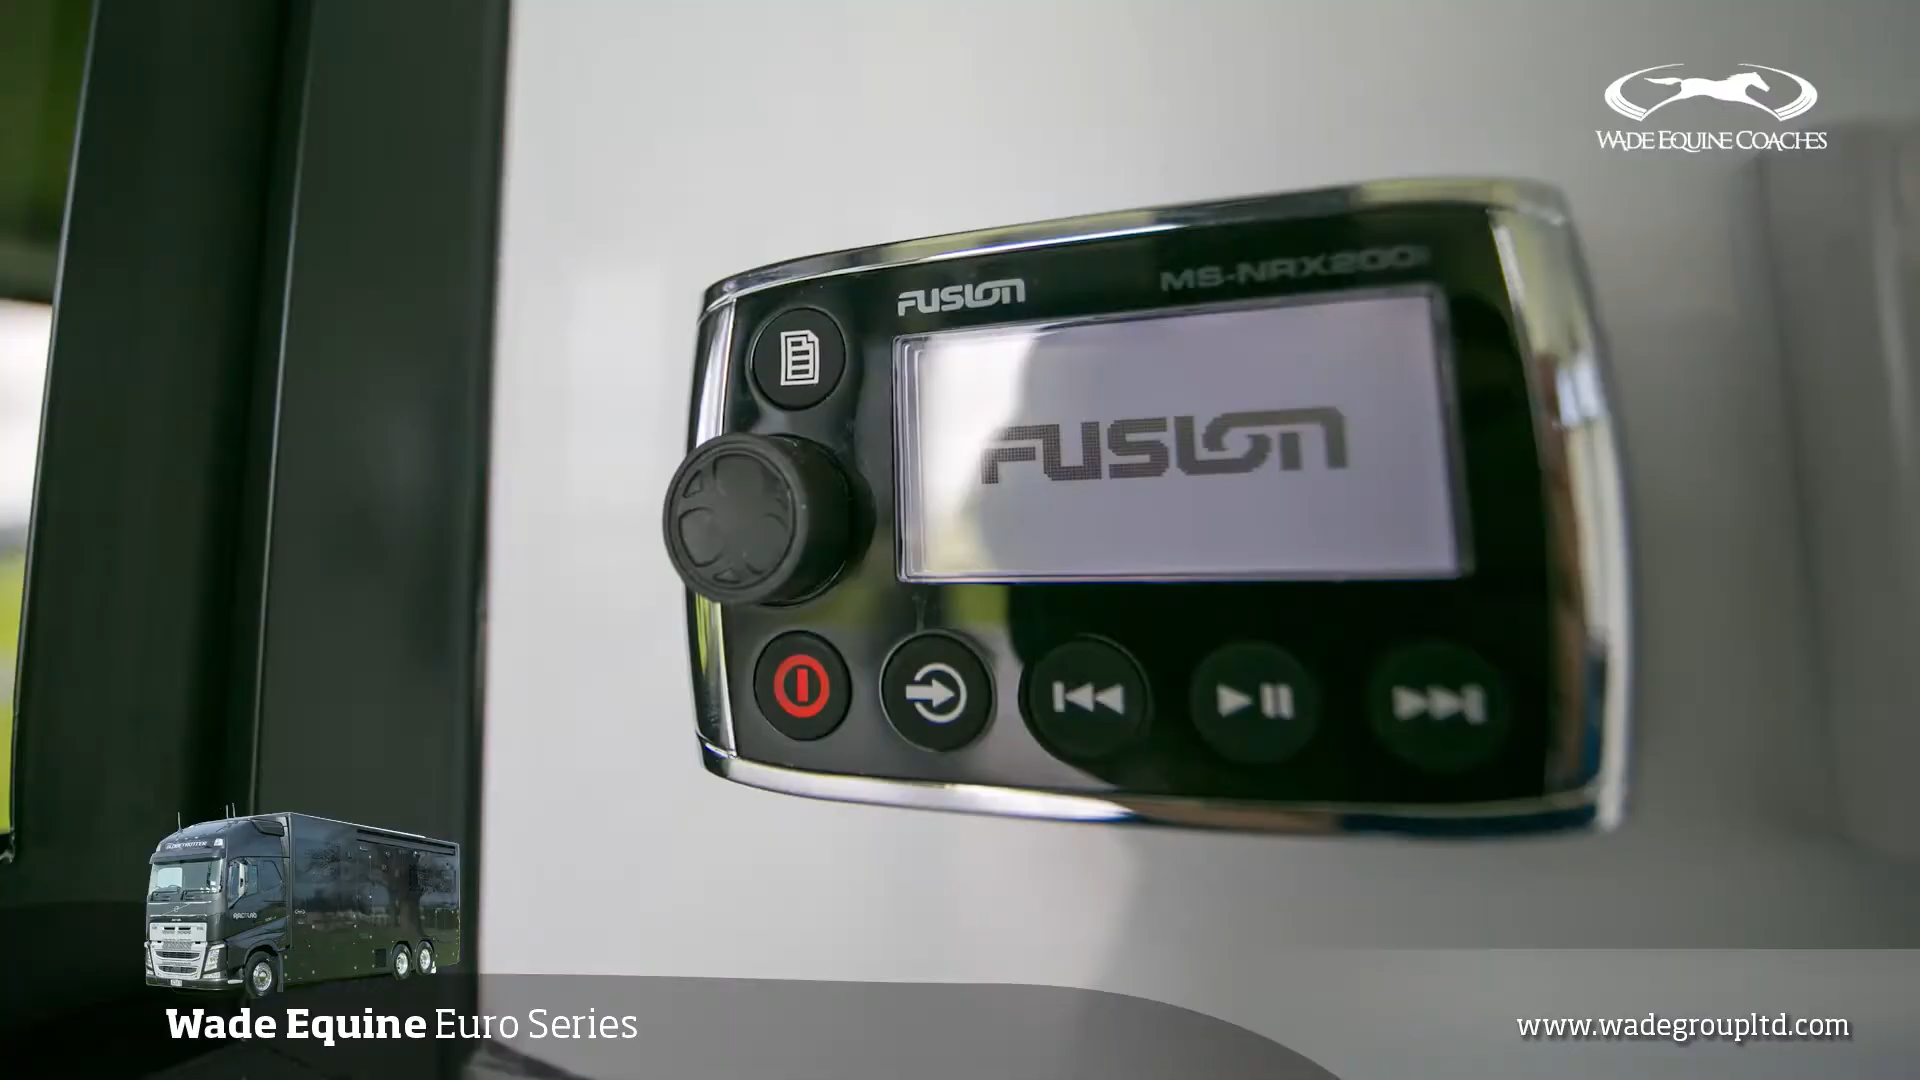 WADE EQUINE COACHES
FUSION
MS-NRX200i
FUSION
Wade Equine Euro Series
www.wadegroupltd.com